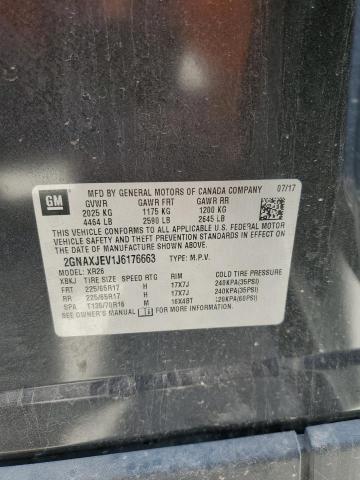 GM
MFD BY GENERAL MOTORS OF CANADA COMPANY 07/17
GVWR GAWR FRT GAWR RR
2025 KG 1175 KG 1200 KG
4464 LB 2590 LB 2645 LB
THIS VEHICLE CONFORMS TO ALL APPLICABLE U.S. FEDERAL MOTOR
VEHICLE SAFETY AND THEFT PREVENTION STANDARDS IN EFFECT ON
THE DATE OF MANUFACTURE SHOWN ABOVE.
2GNAXJEV1J6176663 TYPE: M.P.V.
MODEL: XR26
XBKJ TIRE SIZE SPEED RTG RIM COLD TIRE PRESSURE
FRT 225/65R17 H 17X7J 240KPA(35PSI)
RR 225/65R17 H 17X7J 240KPA(35PSI)
SPA T135/70R16 M 16X4BT 420KPA(60PSI)
SEE OWNER'S MANUAL FOR MORE INFORMATION.